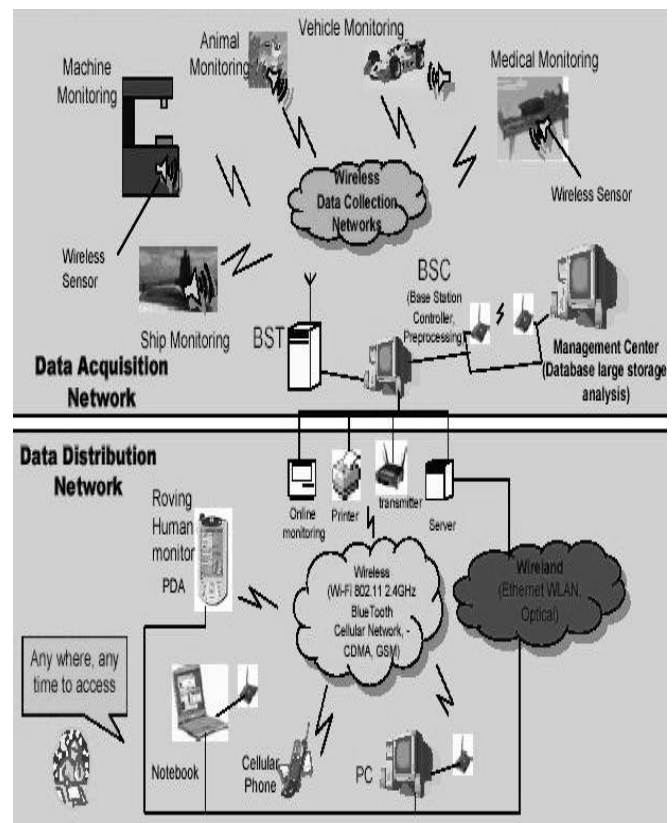 Vehicle Monitoring
Animal
Monitoring
Machine
Monitoring
Medical Monitoring
Wireless
Data Collection
Networks
Wireless Sensor
Wireless
Sensor
Ship Monitoring
BSC
(Base Station
Controller,
Preprocessing)
BST
Management Center
(Database large storage
analysis)
Data Acquisition
Network
Data Distribution
Network
Online
monitoring
Printer
transmitter
Server
Roving
Human
monitor
PDA
Wireless
(Wi-Fi 802.11 2.4GHz
BlueTooth
Cellular Network, -
CDMA, GSM)
Wireland
(Ethernet WLAN,
Optical)
Any where, any
time to access
Notebook
Cellular
Phone
PC